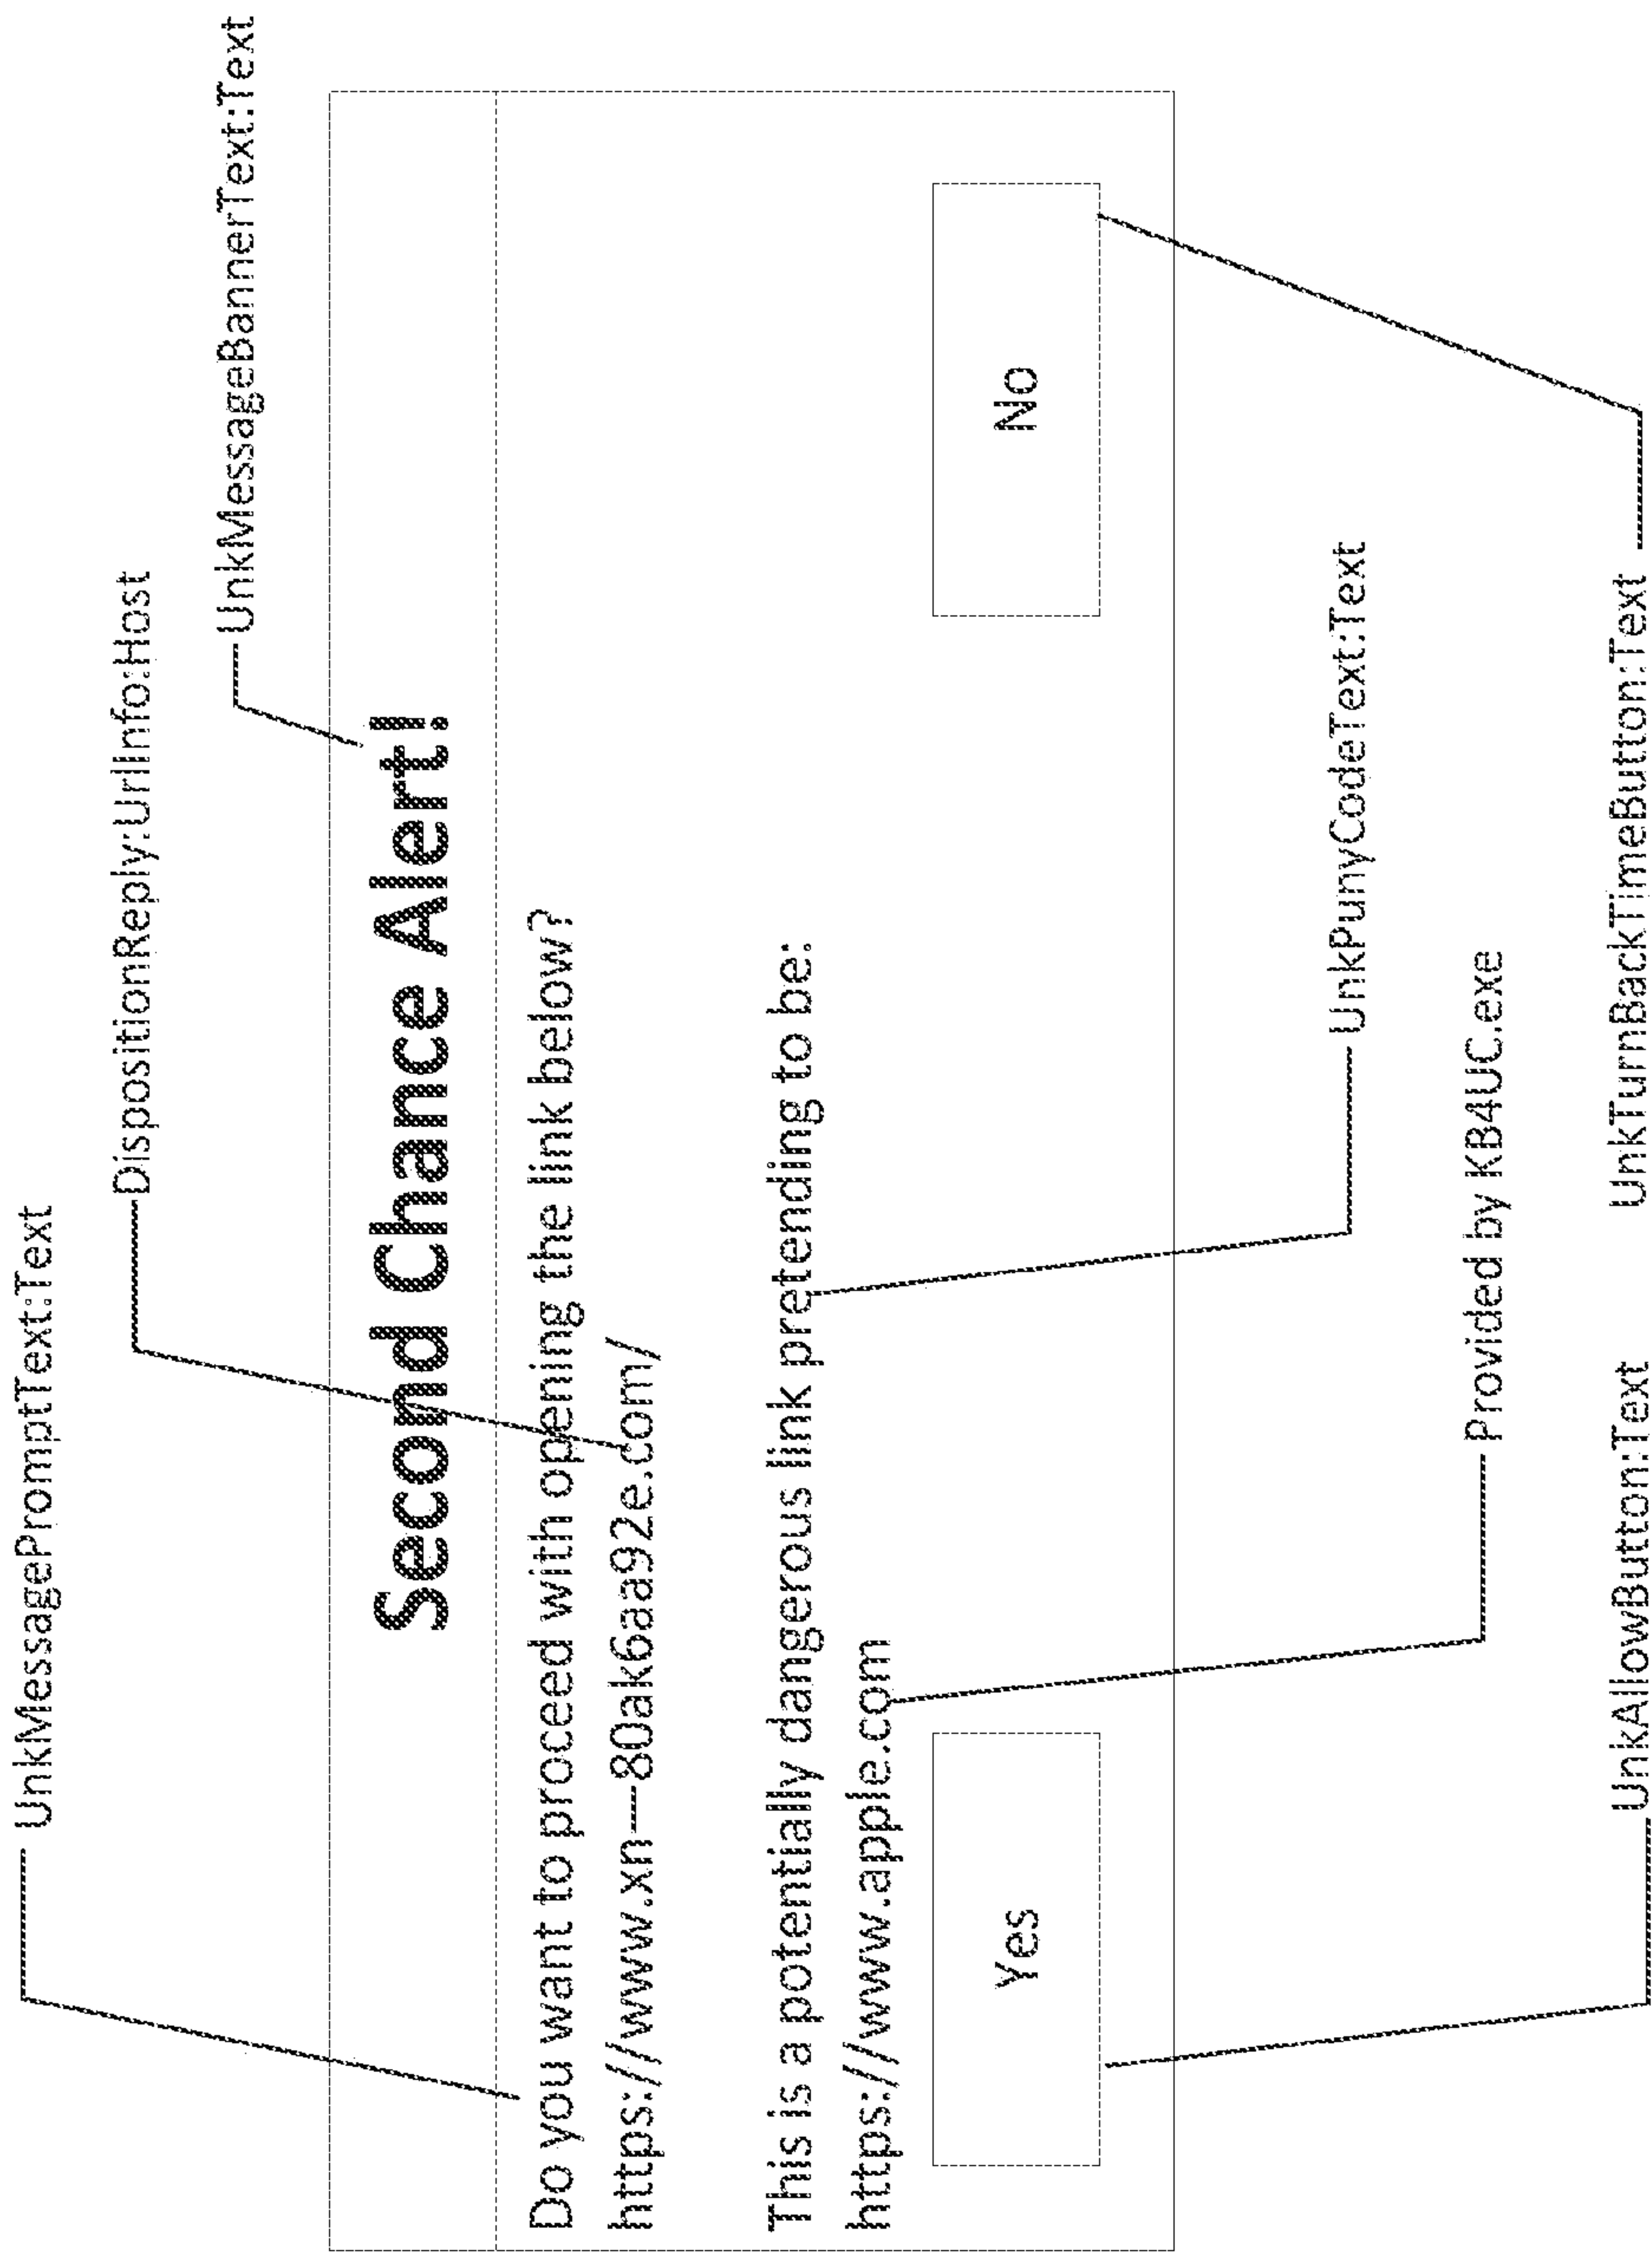 UnkMessagePromptText:Text
DispositionReply:UrlInfo:Host
UnkMessageBannerText:Text
Second Chance Alert!
Do you want to proceed with opening the link below?
https://www.xn—80ak6aa92e.com/
This is a potentially dangerous link pretending to be:
https://www.apple.com
Yes
No
UnkPunyCodeText:Text
Provided by KB4UC.exe
UnkAllowButton:Text
UnkTurnBackTimeButton:Text